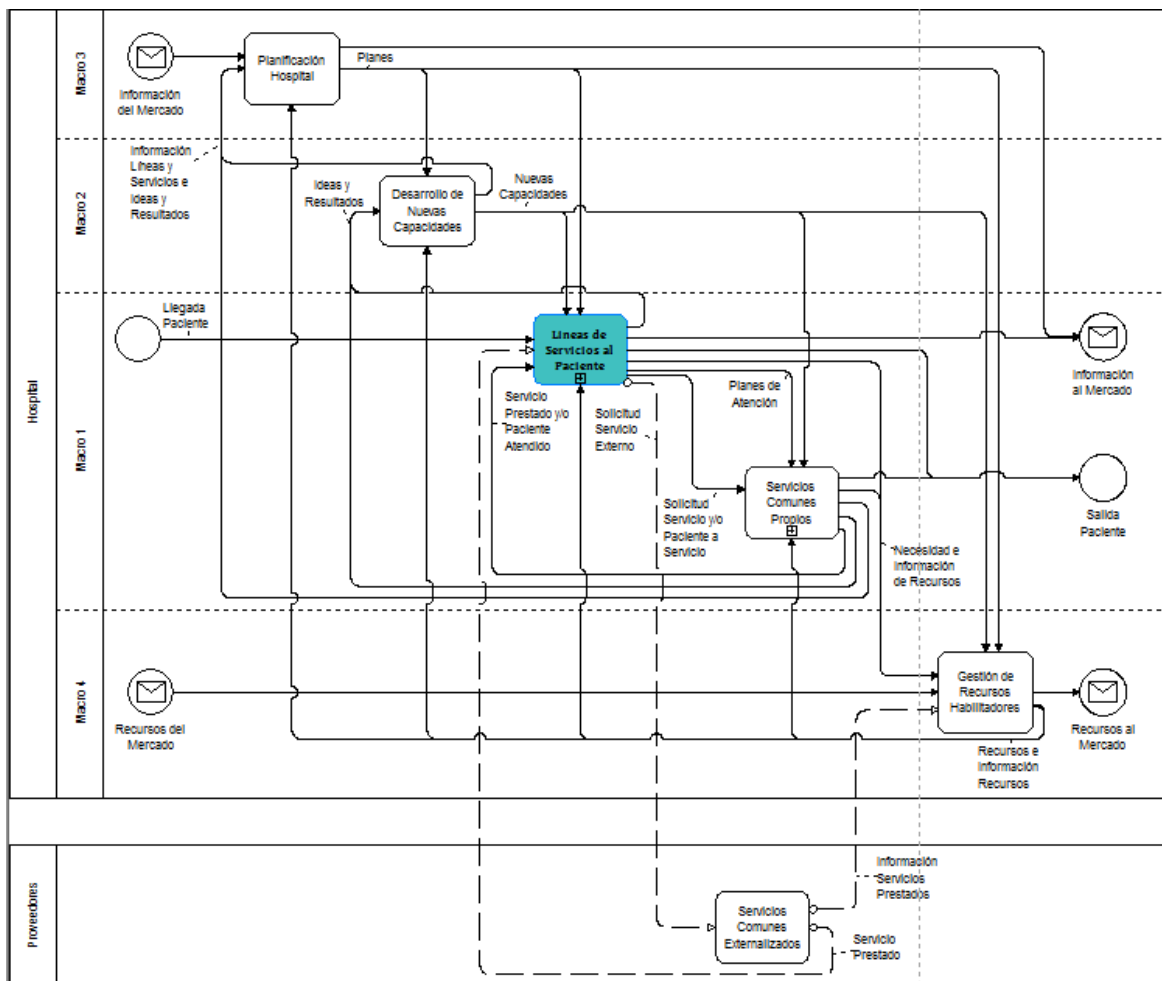 Hospital
Macro 3
Información
del Mercado
Planificación
Hospital
Planes
Macro 2
Información
Líneas y
Servicios e
Ideas y
Resultados
Ideas y
Resultados
Desarrollo de
Nuevas
Capacidades
Nuevas
Capacidades
Macro 1
Llegada
Paciente
Líneas de
Servicios al
Paciente
Información
al Mercado
Servicio
Prestado y/o
Paciente
Atendido
Solicitud
Servicio
Externo
Planes de
Atención
Solicitud
Servicio y/o
Paciente a
Servicio
Servicios
Comunes
Propios
Salida
Paciente
Necesidad e
Información
de Recursos
Macro 4
Recursos del
Mercado
Gestión de
Recursos
Habilitadores
Recursos al
Mercado
Recursos e
Información
Recursos
Proveedores
Servicios
Comunes
Externalizados
Información
Servicios
Prestados
Servicio
Prestado